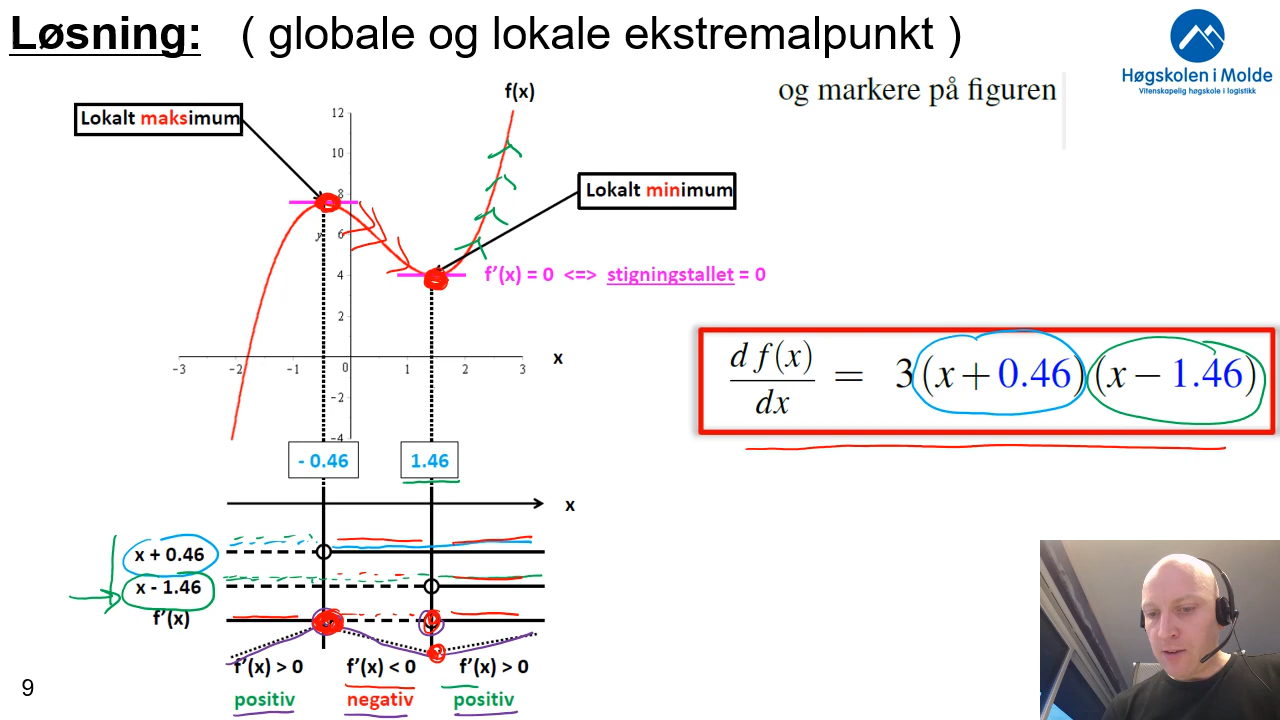 Løsning: ( globale og lokale ekstremalpunkt )
Høgskolen i Molde
Vitenskapelig høgskole i logistikk
og markere på figuren
f(x)
Lokalt maksimum
Lokalt minimum
12
10
8
y
6
4
2
-2
-4
-3 -1 0 1 2 3 x
f'(x) = 0 <=> stigningstallet = 0
d f(x) / dx = 3(x + 0.46)(x − 1.46)
- 0.46 1.46
x
x + 0.46
x - 1.46
f'(x)
f'(x) > 0 f'(x) < 0 f'(x) > 0
positiv negativ positiv
9